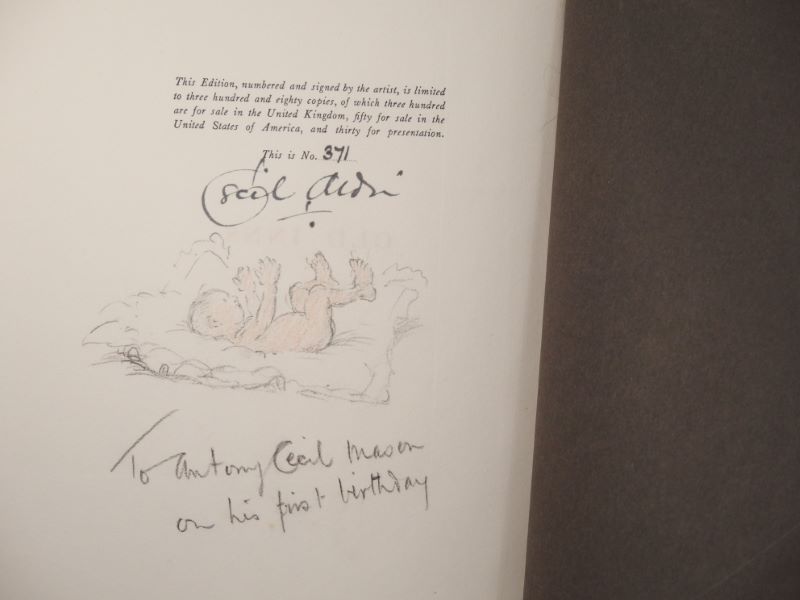 This Edition, numbered and signed by the artist, is limited
to three hundred and eighty copies, of which three hundred
are for sale in the United Kingdom, fifty for sale in the
United States of America, and thirty for presentation.
This is No. 371
Cecil Aldin
To Antony Cecil Mason
on his first birthday